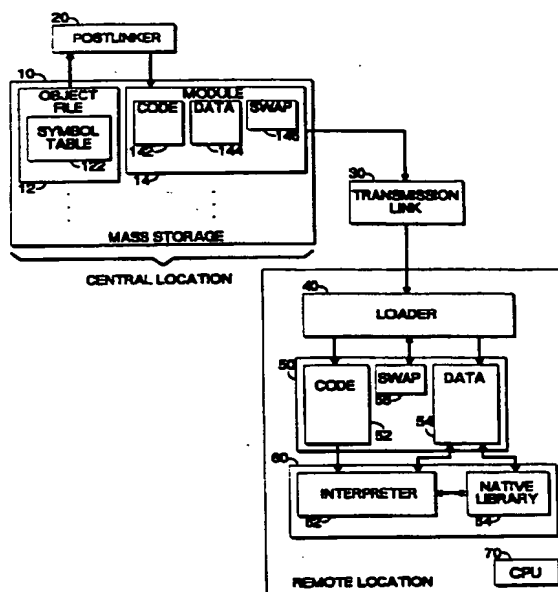 20
POSTLINKER
10
OBJECT
FILE
SYMBOL
TABLE
122
12
MODULE
CODE
142
DATA
144
SWAP
146
14
MASS STORAGE
CENTRAL LOCATION
30
TRANSMISSION
LINK
40
LOADER
50
CODE
52
SWAP
DATA
54
60
INTERPRETER
62
NATIVE
LIBRARY
70
CPU
REMOTE LOCATION